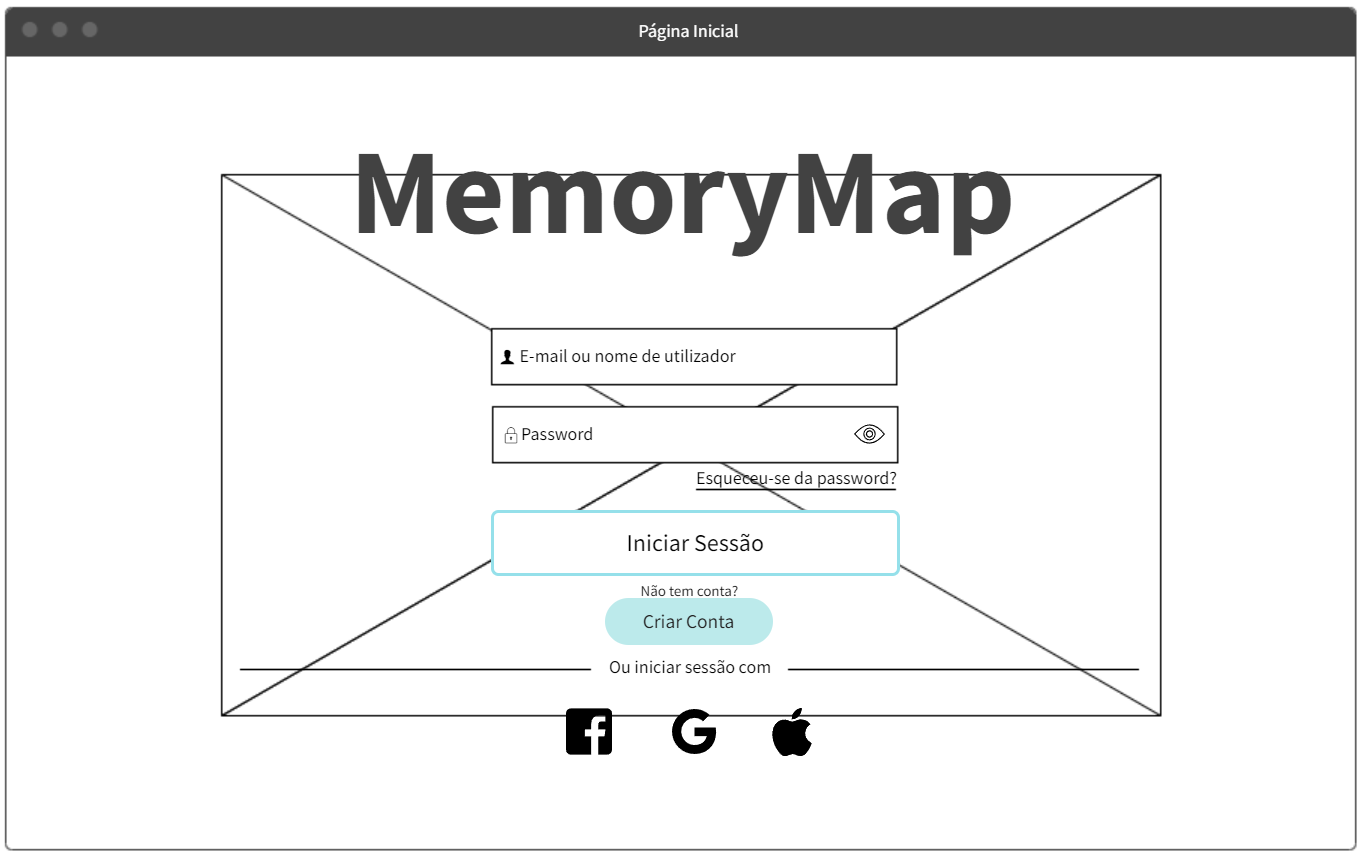 Página Inicial
MemoryMap
E-mail ou nome de utilizador
Password
Esqueceu-se da password?
Iniciar Sessão
Não tem conta?
Criar Conta
Ou iniciar sessão com